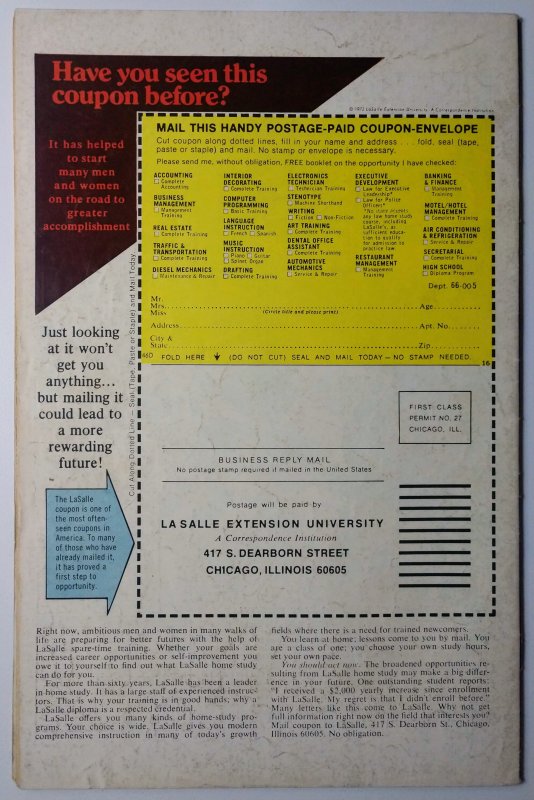 Have you seen this
coupon before?
© 1972 LaSalle Extension University. A Correspondence Institution
It has helped
to start
many men
and women
on the road to
greater
accomplishment
MAIL THIS HANDY POSTAGE-PAID COUPON-ENVELOPE
Cut coupon along dotted lines, fill in your name and address . . . fold, seal (tape,
paste or staple) and mail. No stamp or envelope is necessary.
Please send me, without obligation, FREE booklet on the opportunity I have checked:
ACCOUNTING
Complete
Accounting
BUSINESS
MANAGEMENT
Management
Training
REAL ESTATE
Complete Training
TRAFFIC &
TRANSPORTATION
Complete Training
DIESEL MECHANICS
Maintenance & Repair
INTERIOR
DECORATING
Complete Training
COMPUTER
PROGRAMMING
Basic Training
LANGUAGE
INSTRUCTION
French Spanish
MUSIC
INSTRUCTION
Piano Guitar
Spinet Organ
DRAFTING
Complete Training
ELECTRONICS
TECHNICIAN
Technician Training
STENOTYPE
Machine Shorthand
WRITING
Fiction Non-Fiction
ART TRAINING
Complete Training
DENTAL OFFICE
ASSISTANT
Complete Training
AUTOMOTIVE
MECHANICS
Service & Repair
EXECUTIVE
DEVELOPMENT
Law for Executive
Leadership*
Law for Police
Officers*
*No state accepts
any law home study
course, including
LaSalle's, as
sufficient educa-
tion to qualify
for admission to
practice law.
RESTAURANT
MANAGEMENT
Management
Training
BANKING
& FINANCE
Management
Training
MOTEL/HOTEL
MANAGEMENT
Complete Training
AIR CONDITIONING
& REFRIGERATION
Service & Repair
SECRETARIAL
Complete Training
HIGH SCHOOL
Diploma Program
Dept. 66-005
Mr.
Mrs.
Miss
Age
(Circle title and please print)
Address Apt. No.
City &
State Zip
460 FOLD HERE (DO NOT CUT) SEAL AND MAIL TODAY — NO STAMP NEEDED.
16
Cut Along Dotted Line — Seal (Tape, Paste or Staple) and Mail Today.
Just looking
at it won't
get you
anything...
but mailing it
could lead to
a more
rewarding
future!
The LaSalle
coupon is one of
the most often-
seen coupons in
America. To many
of those who have
already mailed it,
it has proved a
first step to
opportunity.
FIRST CLASS
PERMIT NO. 27
CHICAGO, ILL.
BUSINESS REPLY MAIL
No postage stamp required if mailed in the United States
Postage will be paid by
LA SALLE EXTENSION UNIVERSITY
A Correspondence Institution
417 S. DEARBORN STREET
CHICAGO, ILLINOIS 60605
Right now, ambitious men and women in many walks of
life are preparing for better futures with the help of
LaSalle spare-time training. Whether your goals are
increased career opportunities or self-improvement you
owe it to yourself to find out what LaSalle home study
can do for you.
For more than sixty years, LaSalle has been a leader
in home study. It has a large staff of experienced instruc-
tors. That is why your training is in good hands; why a
LaSalle diploma is a respected credential.
LaSalle offers you many kinds of home-study pro-
grams. Your choice is wide. LaSalle gives you modern
comprehensive instruction in many of today's growth
fields where there is a need for trained newcomers.
You learn at home; lessons come to you by mail. You
are a class of one; you choose your own study hours,
set your own pace.
You should act now. The broadened opportunities re-
sulting from LaSalle home study may make a big differ-
ence in your future. One outstanding student reports:
"I received a $2,000 yearly increase since enrollment
with LaSalle. My regret is that I didn't enroll before."
Many letters like this come to LaSalle. Why not get
full information right now on the field that interests you?
Mail coupon to LaSalle, 417 S. Dearborn St., Chicago,
Illinois 60605. No obligation.